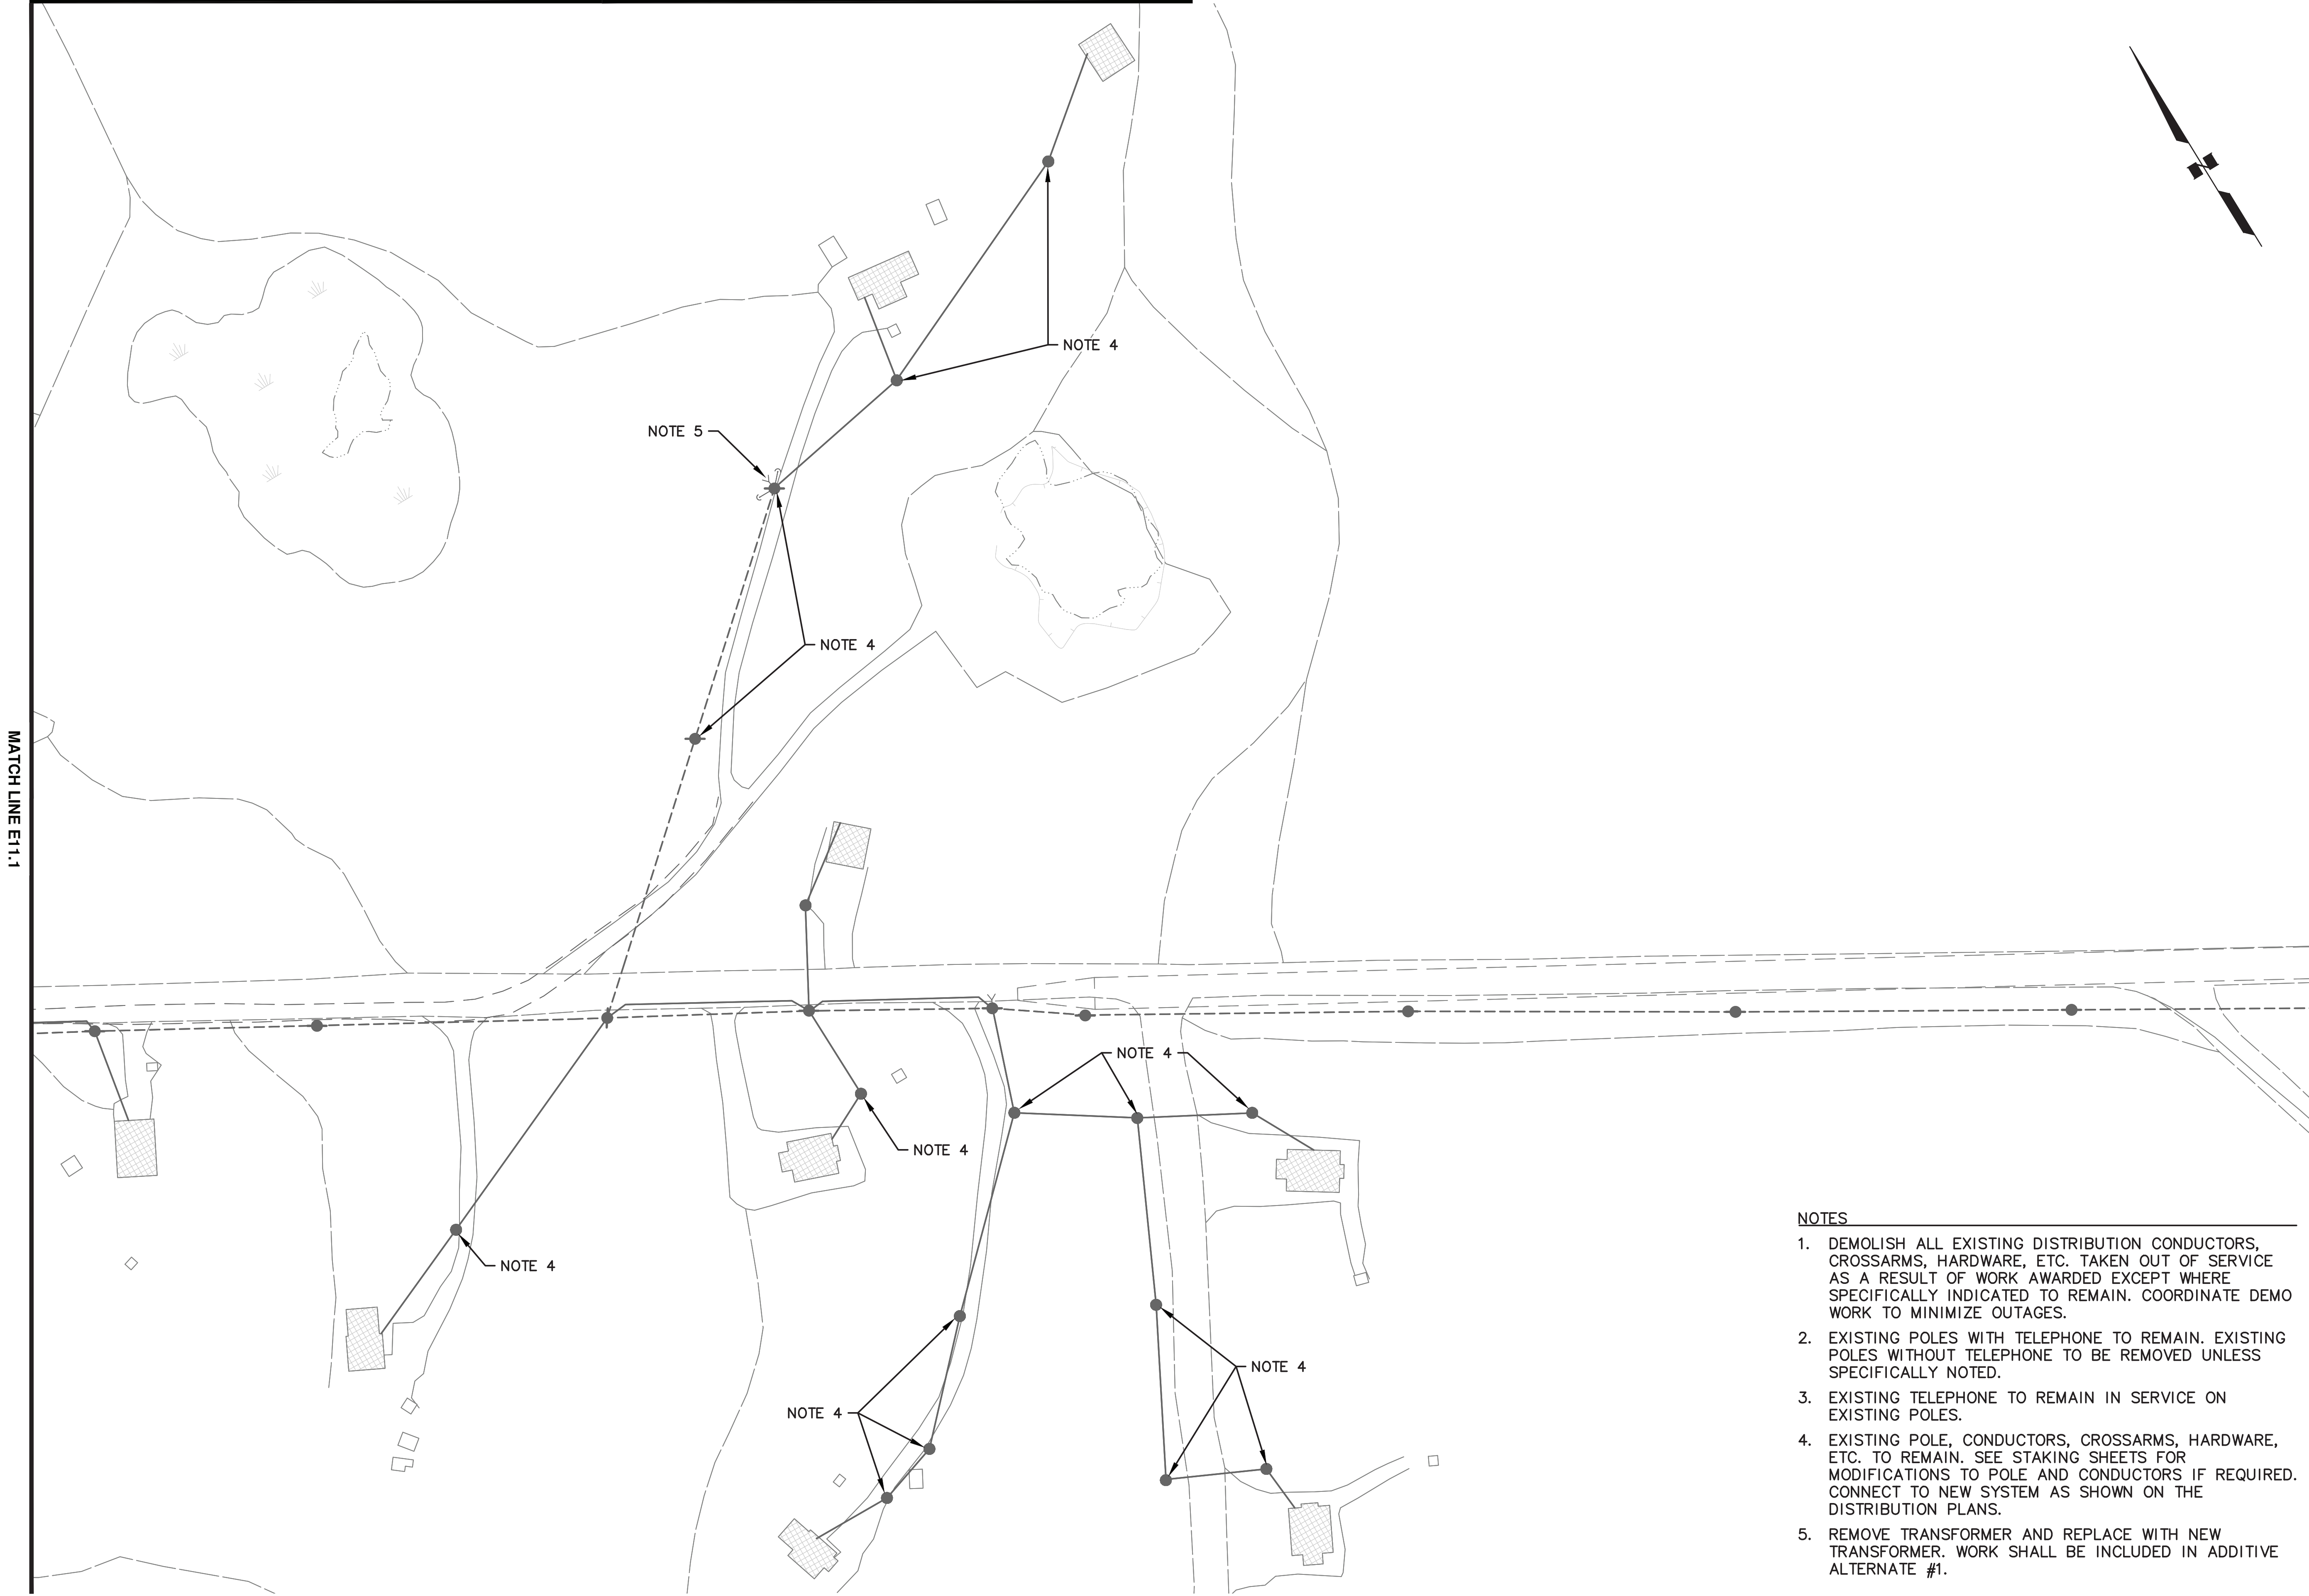 NOTE 4
NOTE 5
NOTE 4
MATCH LINE E11.1
NOTE 4
NOTE 4
NOTE 4
NOTE 4
NOTE 4
N
NOTES
1. DEMOLISH ALL EXISTING DISTRIBUTION CONDUCTORS,
CROSSARMS, HARDWARE, ETC. TAKEN OUT OF SERVICE
AS A RESULT OF WORK AWARDED EXCEPT WHERE
SPECIFICALLY INDICATED TO REMAIN. COORDINATE DEMO
WORK TO MINIMIZE OUTAGES.
2. EXISTING POLES WITH TELEPHONE TO REMAIN. EXISTING
POLES WITHOUT TELEPHONE TO BE REMOVED UNLESS
SPECIFICALLY NOTED.
3. EXISTING TELEPHONE TO REMAIN IN SERVICE ON
EXISTING POLES.
4. EXISTING POLE, CONDUCTORS, CROSSARMS, HARDWARE,
ETC. TO REMAIN. SEE STAKING SHEETS FOR
MODIFICATIONS TO POLE AND CONDUCTORS IF REQUIRED.
CONNECT TO NEW SYSTEM AS SHOWN ON THE
DISTRIBUTION PLANS.
5. REMOVE TRANSFORMER AND REPLACE WITH NEW
TRANSFORMER. WORK SHALL BE INCLUDED IN ADDITIVE
ALTERNATE #1.